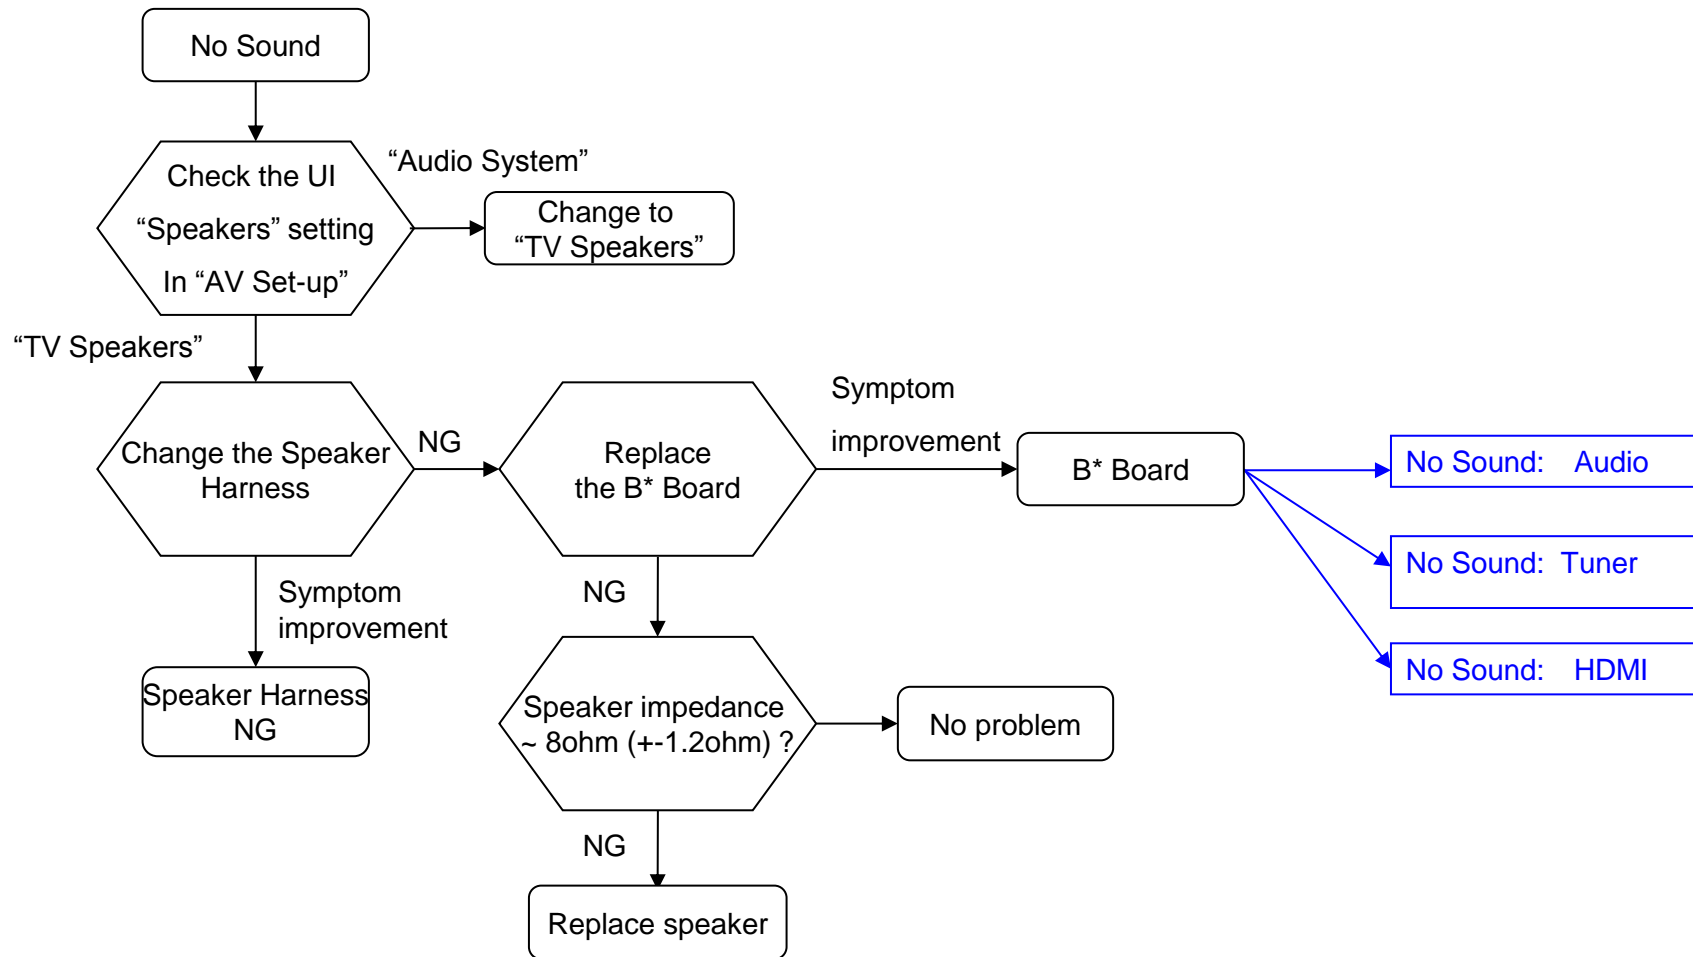 No Sound
“Audio System”
Check the UI
“Speakers” setting
In “AV Set-up”
Change to
“TV Speakers”
“TV Speakers”
Change the Speaker
Harness
NG
Replace
the B* Board
Symptom
improvement
B* Board
No Sound: Audio
No Sound: Tuner
No Sound: HDMI
Symptom
improvement
NG
Speaker Harness
NG
Speaker impedance
~ 8ohm (+-1.2ohm) ?
No problem
NG
Replace speaker